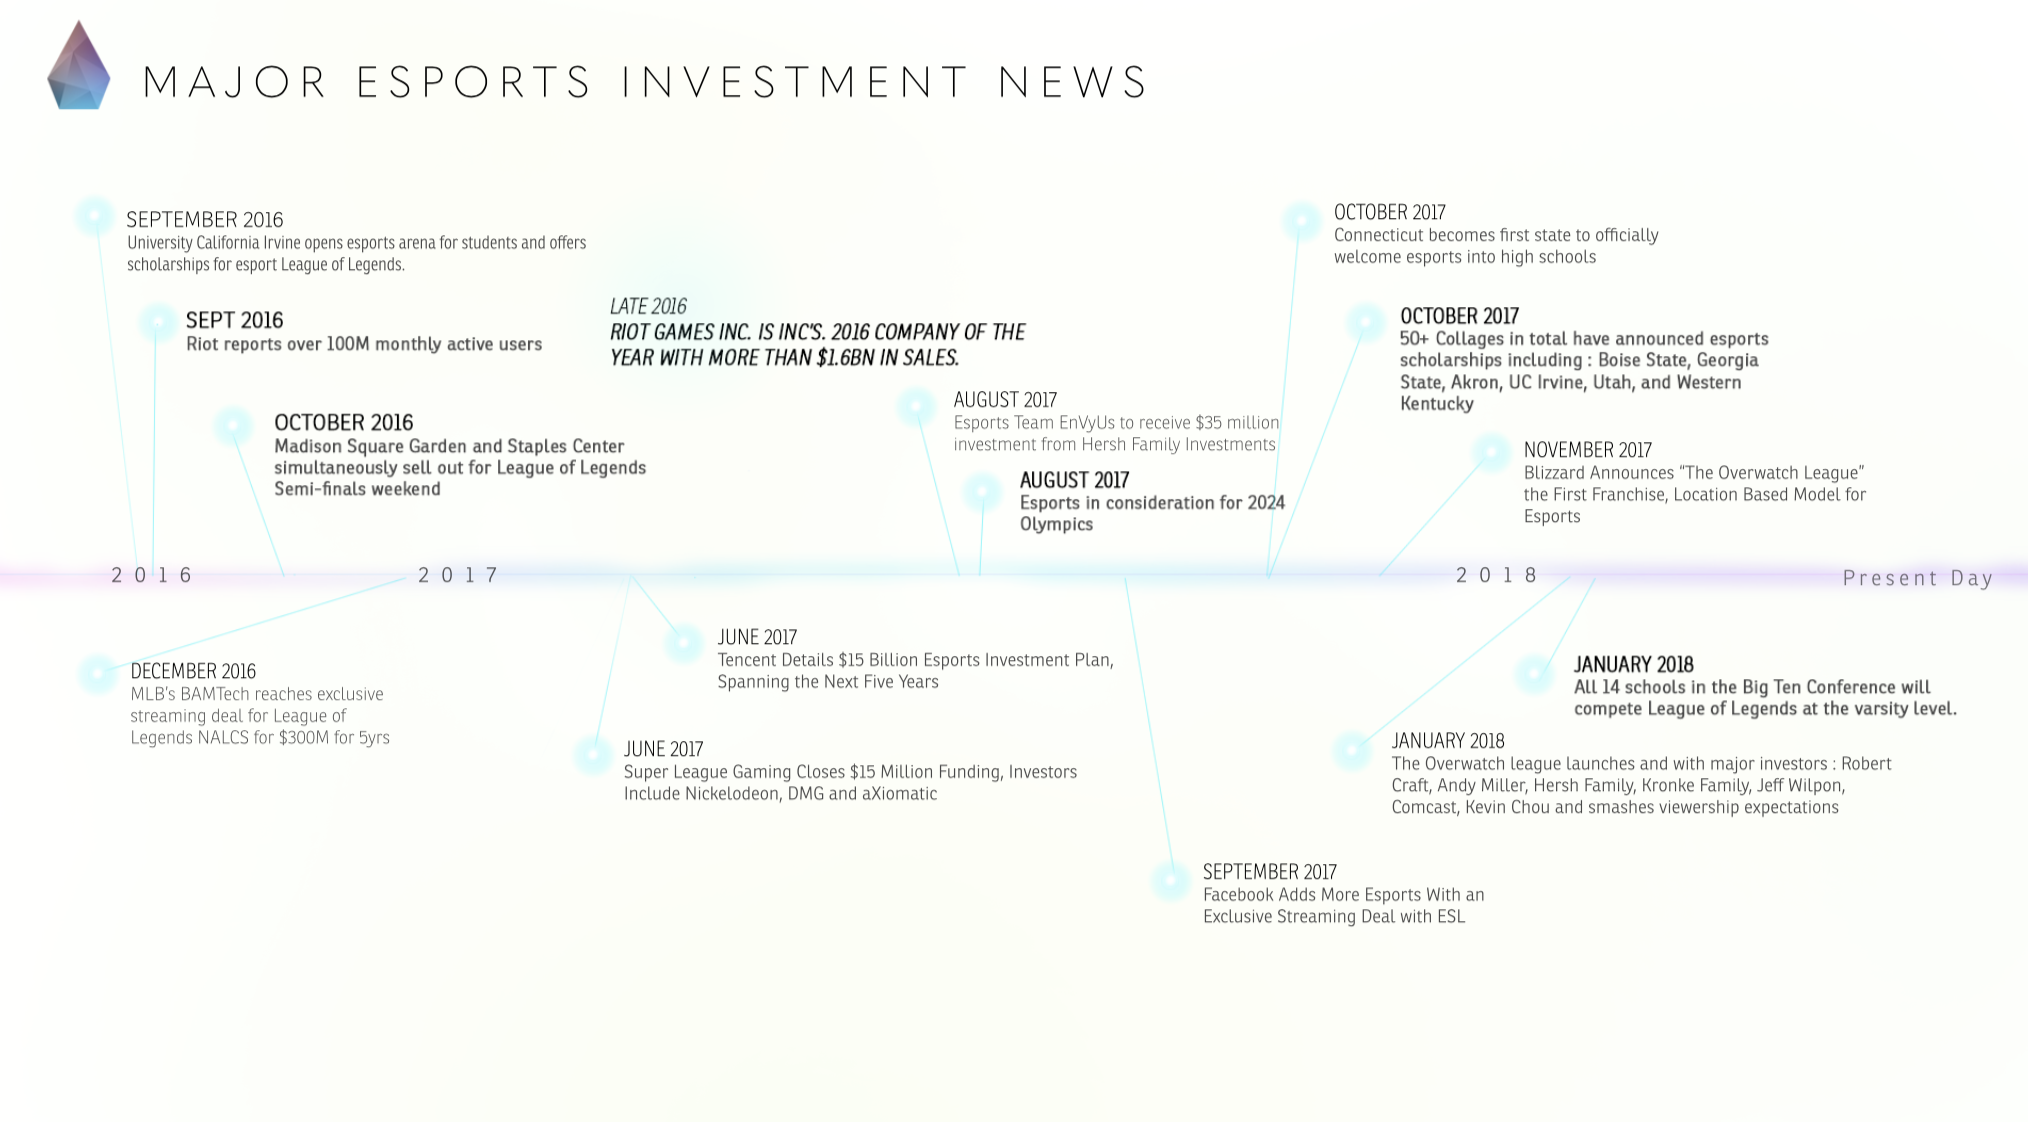 MAJOR ESPORTS INVESTMENT NEWS
SEPTEMBER 2016
University California Irvine opens esports arena for students and offers
scholarships for esport League of Legends.
SEPT 2016
Riot reports over 100M monthly active users
OCTOBER 2016
Madison Square Garden and Staples Center
simultaneously sell out for League of Legends
Semi-finals weekend
LATE 2016
RIOT GAMES INC. IS INC'S. 2016 COMPANY OF THE
YEAR WITH MORE THAN $1.6BN IN SALES.
AUGUST 2017
Esports Team EnVyUs to receive $35 million
investment from Hersh Family Investments
AUGUST 2017
Esports in consideration for 2024
Olympics
OCTOBER 2017
Connecticut becomes first state to officially
welcome esports into high schools
OCTOBER 2017
50+ Collages in total have announced esports
scholarships including : Boise State, Georgia
State, Akron, UC Irvine, Utah, and Western
Kentucky
NOVEMBER 2017
Blizzard Announces “The Overwatch League”
the First Franchise, Location Based Model for
Esports
2016
2017
2018
Present Day
DECEMBER 2016
MLB's BAMTech reaches exclusive
streaming deal for League of
Legends NALCS for $300M for 5yrs
JUNE 2017
Tencent Details $15 Billion Esports Investment Plan,
Spanning the Next Five Years
JUNE 2017
Super League Gaming Closes $15 Million Funding, Investors
Include Nickelodeon, DMG and aXiomatic
JANUARY 2018
All 14 schools in the Big Ten Conference will
compete League of Legends at the varsity level.
JANUARY 2018
The Overwatch league launches and with major investors : Robert
Craft, Andy Miller, Hersh Family, Kronke Family, Jeff Wilpon,
Comcast, Kevin Chou and smashes viewership expectations
SEPTEMBER 2017
Facebook Adds More Esports With an
Exclusive Streaming Deal with ESL